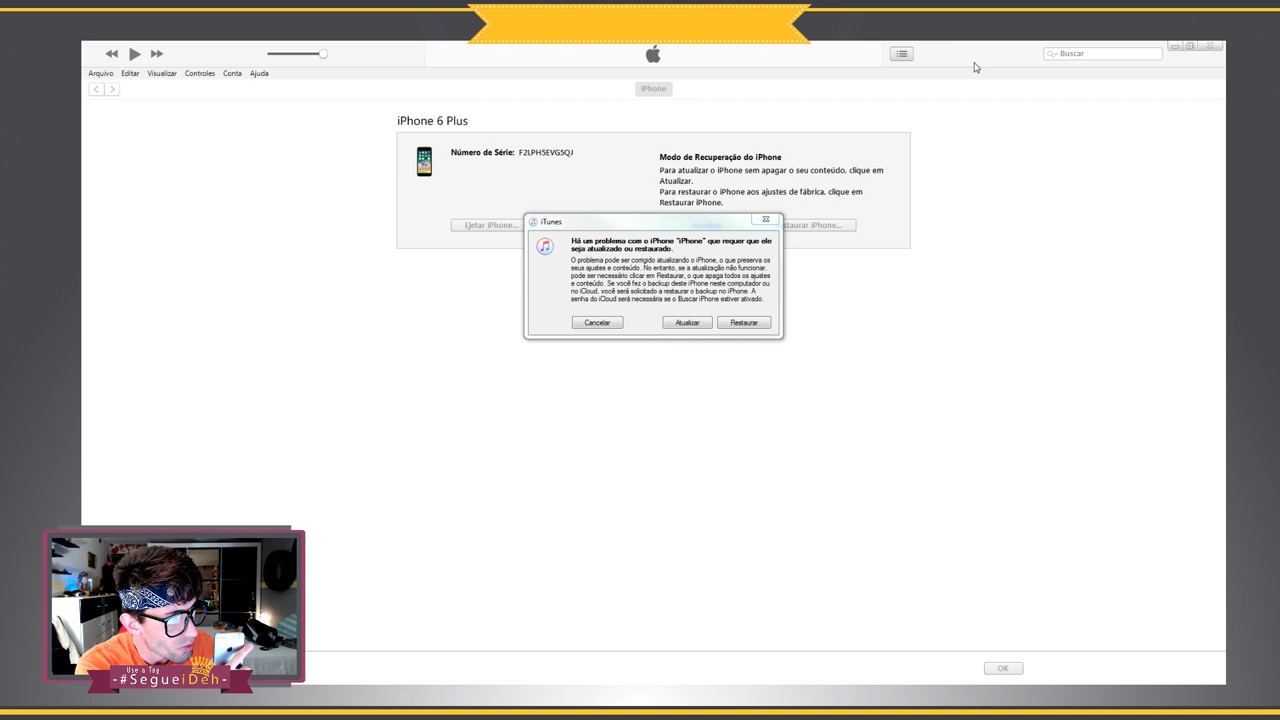 Buscar
Arquivo Editar Visualizar Controles Conta Ajuda
iPhone
iPhone 6 Plus
Número de Série: F2LPH5EVG5QJ
Modo de Recuperação do iPhone
Para atualizar o iPhone sem apagar o seu conteúdo, clique em
Atualizar.
Para restaurar o iPhone aos ajustes de fábrica, clique em
Restaurar iPhone.
Ejetar iPhone...
staurar iPhone...
iTunes
Há um problema com o iPhone "iPhone" que requer que ele
seja atualizado ou restaurado.
O problema pode ser corrigido atualizando o iPhone, o que preserva os
seus ajustes e conteúdo. No entanto, se a atualização não funcionar,
pode ser necessário clicar em Restaurar, o que apaga todos os ajustes
e conteúdo. Se você fez o backup deste iPhone neste computador ou
no iCloud, você será solicitado a restaurar o backup no iPhone. A
senha do iCloud será necessária se o Buscar iPhone estiver ativado.
Cancelar Atualizar Restaurar
OK
Use a Tag
-#SegueiDeh-